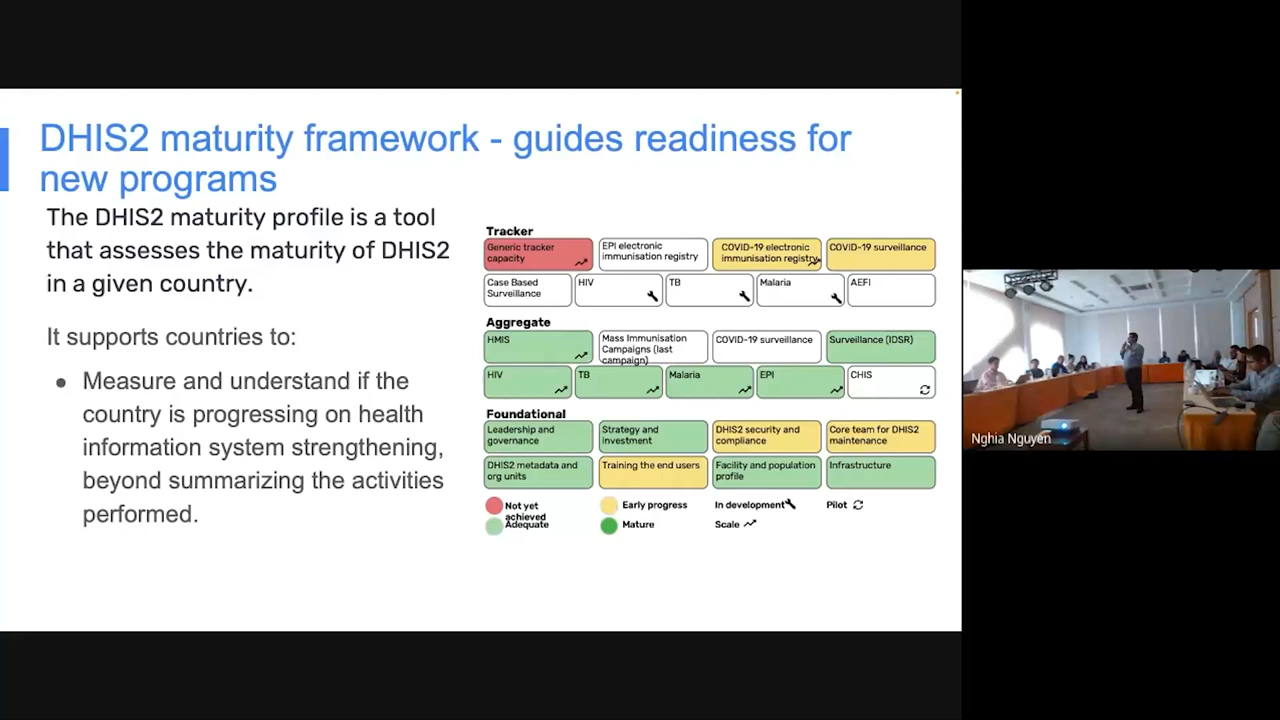 DHIS2 maturity framework - guides readiness for
new programs
The DHIS2 maturity profile is a tool
that assesses the maturity of DHIS2
in a given country.
It supports countries to:
● Measure and understand if the
country is progressing on health
information system strengthening,
beyond summarizing the activities
performed.
Tracker
Generic tracker
capacity
EPI electronic
immunisation registry
COVID-19 electronic
immunisation registry
COVID-19 surveillance
Case Based
Surveillance
HIV
TB
Malaria
AEFI
Aggregate
HMIS
Mass Immunisation
Campaigns (last
campaign)
COVID-19 surveillance
Surveillance (IDSR)
HIV
TB
Malaria
EPI
CHIS
Foundational
Leadership and
governance
Strategy and
investment
DHIS2 security and
compliance
Core team for DHIS2
maintenance
DHIS2 metadata and
org units
Training the end users
Facility and population
profile
Infrastructure
Not yet
achieved
Early progress
In development
Pilot
Adequate
Mature
Scale
Nghia Nguyen